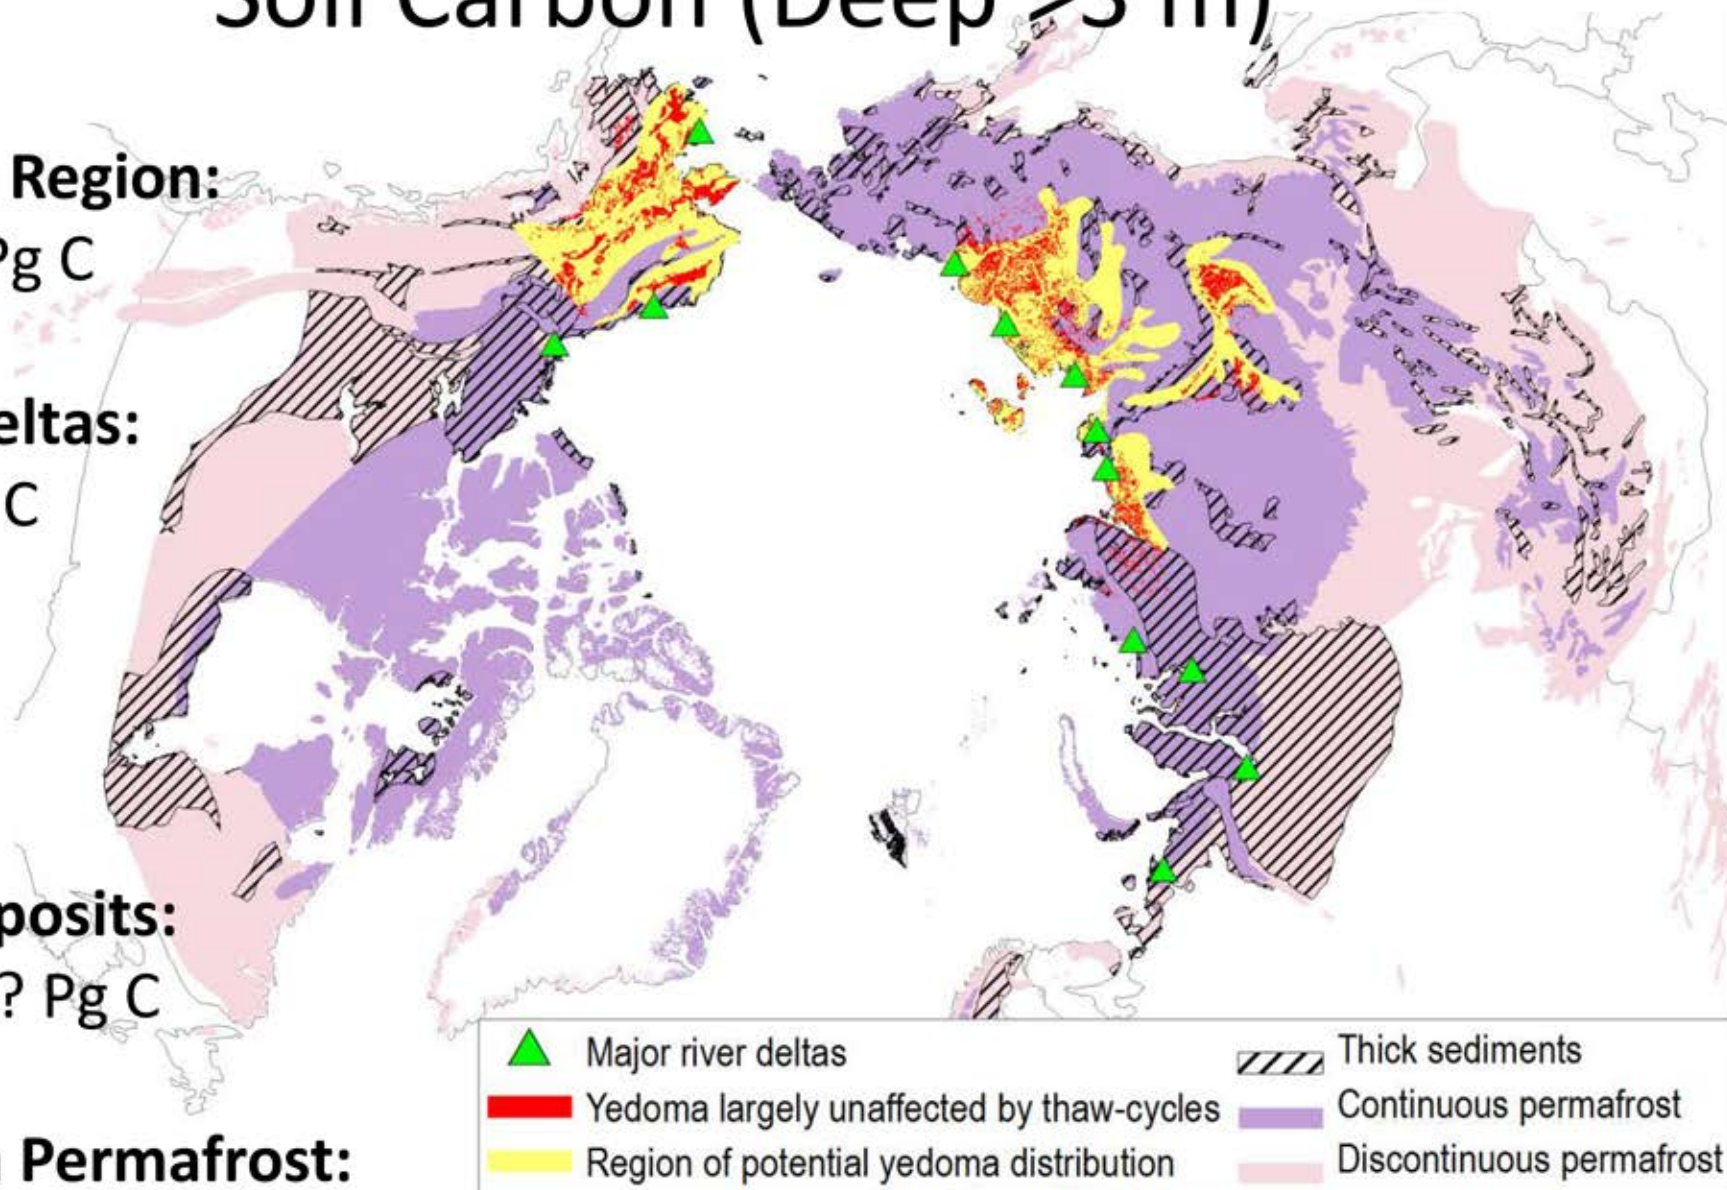 Soil Carbon (Deep >3 m)
Region:
Pg C
eltas:
C
posits:
? Pg C
Permafrost:
Major river deltas
Yedoma largely unaffected by thaw-cycles
Region of potential yedoma distribution
Thick sediments
Continuous permafrost
Discontinuous permafrost